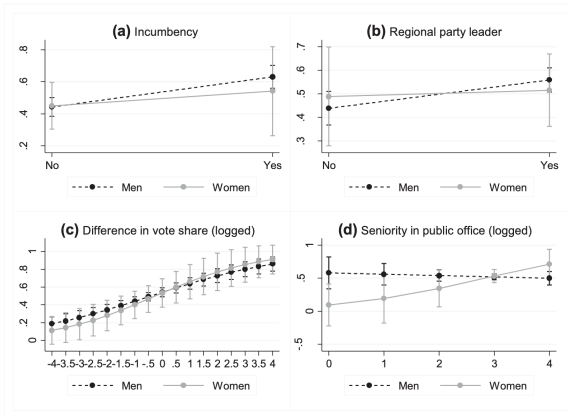 (a) Incumbency
.8
.6
.4
.2
No
Yes
Men
Women
(b) Regional party leader
.7
.6
.5
.4
.3
No
Yes
Men
Women
(c) Difference in vote share (logged)
1
.8
.6
.4
.2
0
-4 -3.5 -3 -2.5 -2 -1.5 -1 -.5 0 .5 1 1.5 2 2.5 3 3.5 4
Men
Women
(d) Seniority in public office (logged)
1
.5
0
-.5
0 1 2 3 4
Men
Women